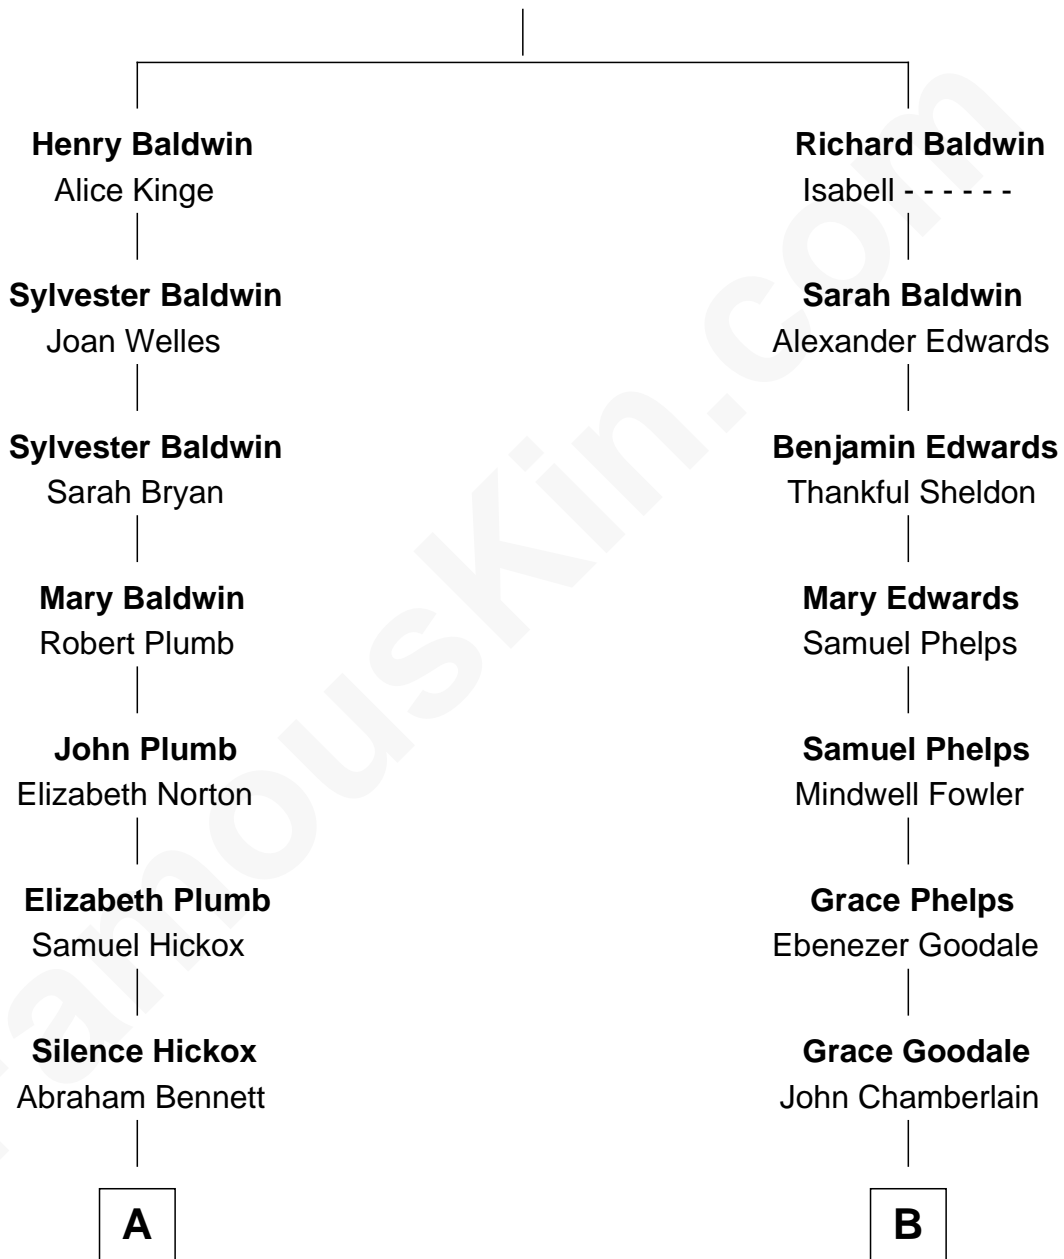 Henry Baldwin
Alice Kinge
Sylvester Baldwin
Joan Welles
Sylvester Baldwin
Sarah Bryan
Mary Baldwin
Robert Plumb
John Plumb
Elizabeth Norton
Elizabeth Plumb
Samuel Hickox
Silence Hickox
Abraham Bennett
A
Richard Baldwin
Isabell - - - - - -
Sarah Baldwin
Alexander Edwards
Benjamin Edwards
Thankful Sheldon
Mary Edwards
Samuel Phelps
Samuel Phelps
Mindwell Fowler
Grace Phelps
Ebenezer Goodale
Grace Goodale
John Chamberlain
B
FamousKin.com